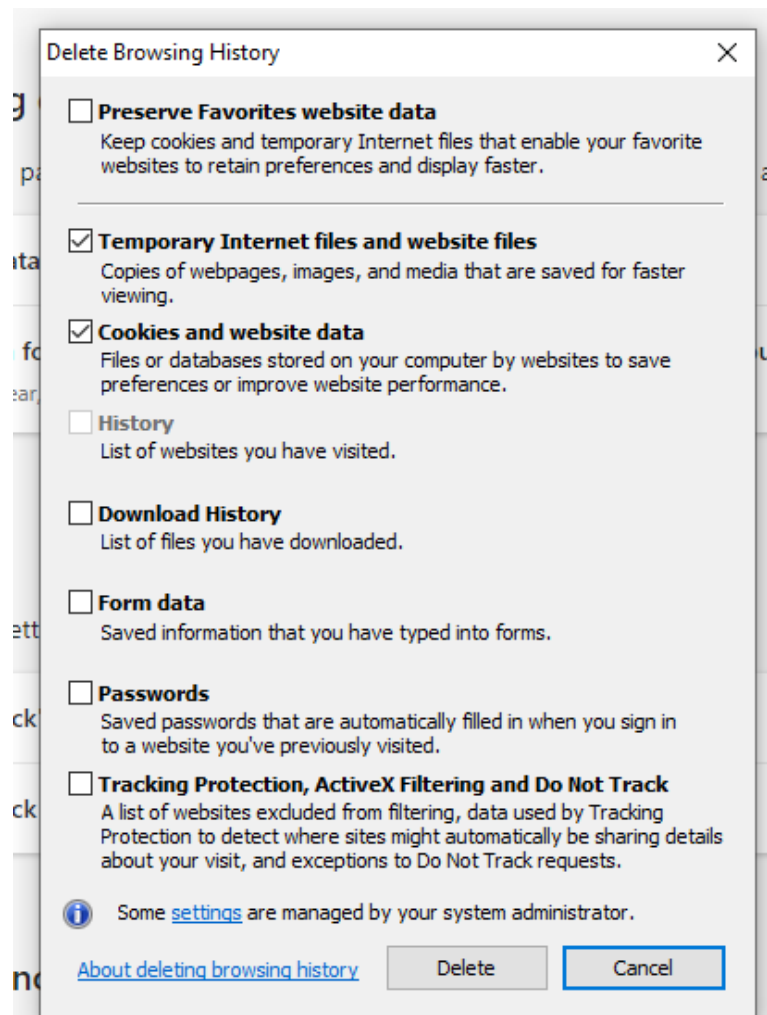 Delete Browsing History
Preserve Favorites website data
Keep cookies and temporary Internet files that enable your favorite
websites to retain preferences and display faster.
Temporary Internet files and website files
Copies of webpages, images, and media that are saved for faster
viewing.
Cookies and website data
Files or databases stored on your computer by websites to save
preferences or improve website performance.
History
List of websites you have visited.
Download History
List of files you have downloaded.
Form data
Saved information that you have typed into forms.
Passwords
Saved passwords that are automatically filled in when you sign in
to a website you've previously visited.
Tracking Protection, ActiveX Filtering and Do Not Track
A list of websites excluded from filtering, data used by Tracking
Protection to detect where sites might automatically be sharing details
about your visit, and exceptions to Do Not Track requests.
Some settings are managed by your system administrator.
About deleting browsing history
Delete
Cancel